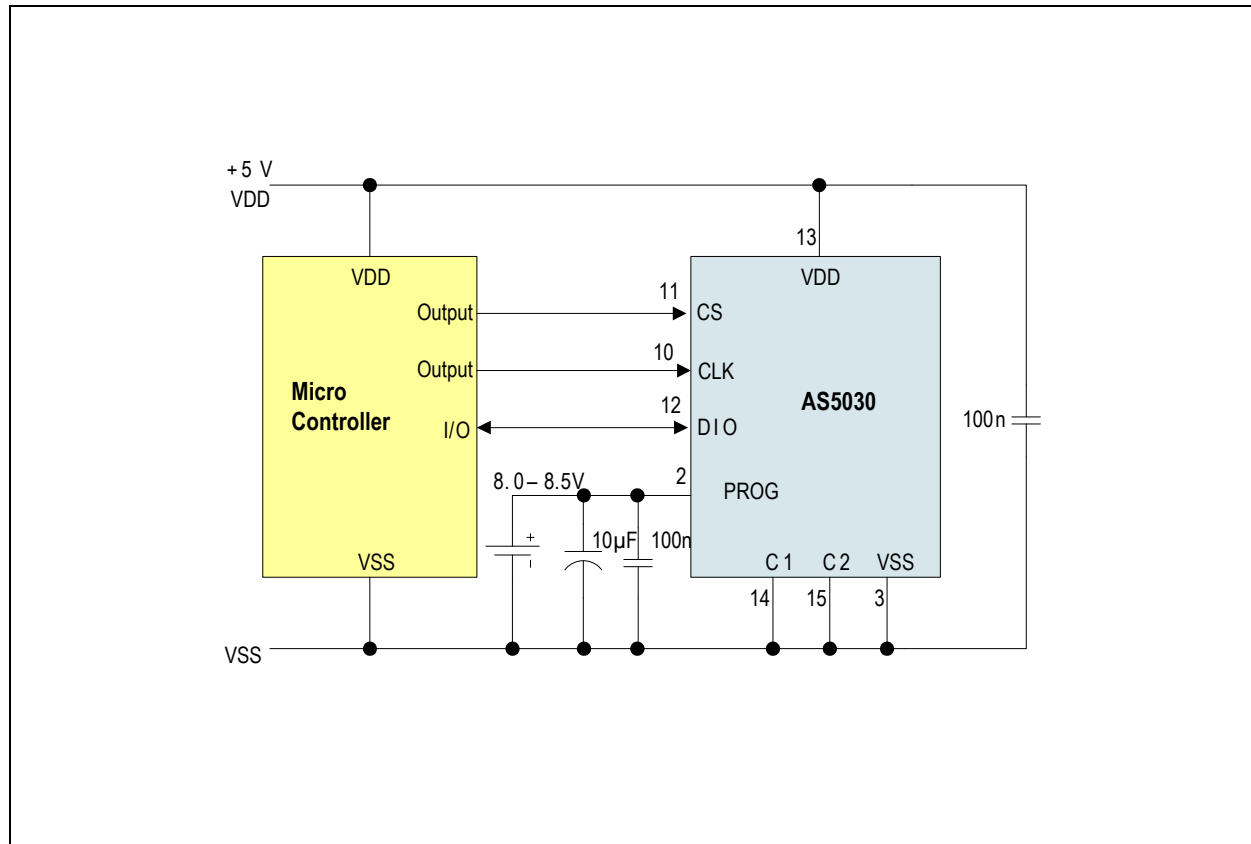 +5 V
VDD
13
VDD
VDD
Output
11
CS
Output
10
CLK
Micro
Controller
AS5030
I/O
12
DIO
100n
8.0–8.5V
2
PROG
+
10µF
100n
-
VSS
C1
C2
VSS
14
15
3
VSS